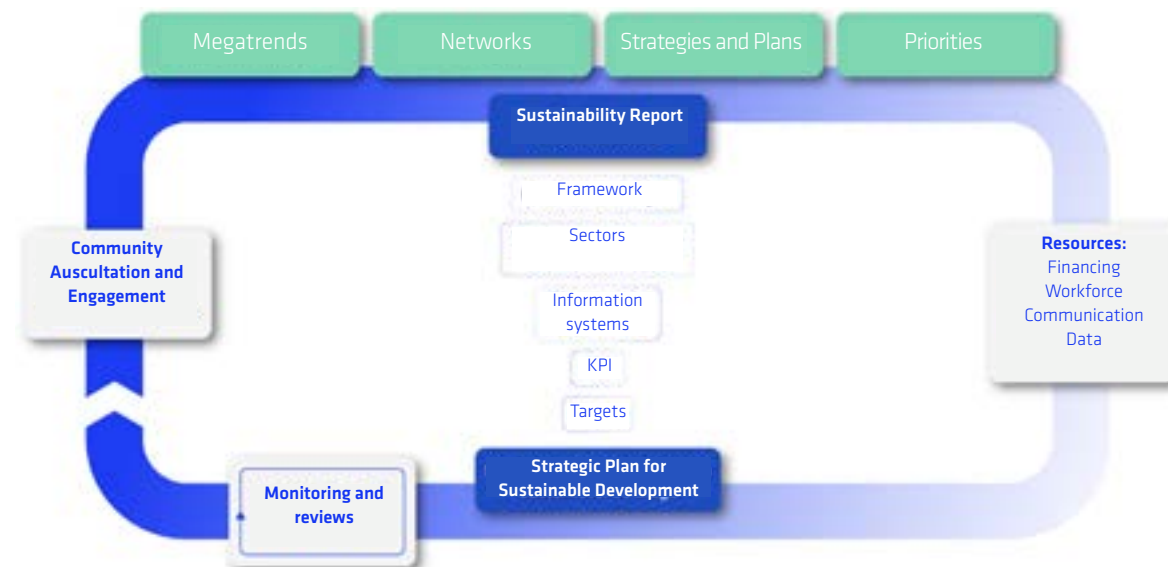 Megatrends
Networks
Strategies and Plans
Priorities
Sustainability Report
Framework
Sectors
Information
systems
KPI
Targets
Strategic Plan for
Sustainable Development
Community
Auscultation and
Engagement
Monitoring and
reviews
Resources:
Financing
Workforce
Communication
Data